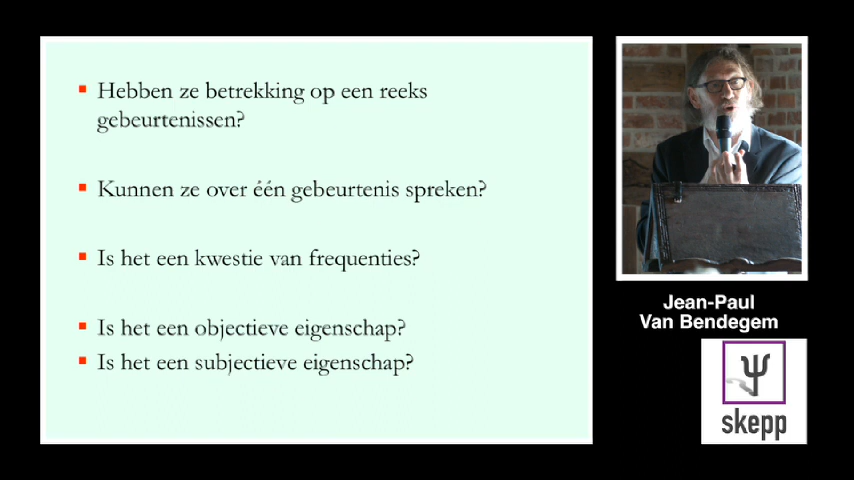 Hebben ze betrekking op een reeks
gebeurtenissen?
Kunnen ze over één gebeurtenis spreken?
Is het een kwestie van frequenties?
Is het een objectieve eigenschap?
Is het een subjectieve eigenschap?
Jean-Paul
Van Bendegem
Ψ
skepp